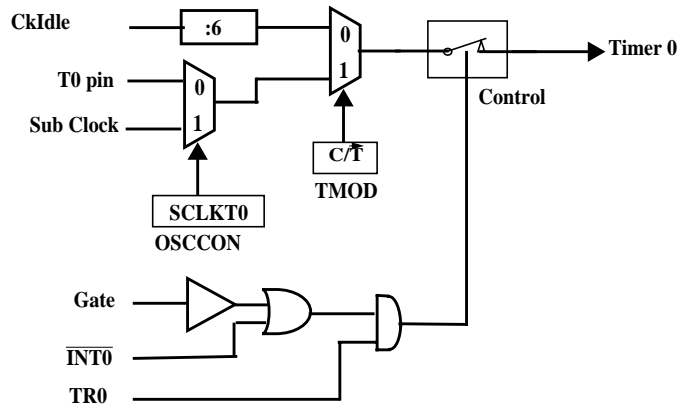 CkIdle
:6
0
1
Timer 0
T0 pin
0
1
Sub Clock
Control
C/T
TMOD
SCLKT0
OSCCON
Gate
INT0
TR0